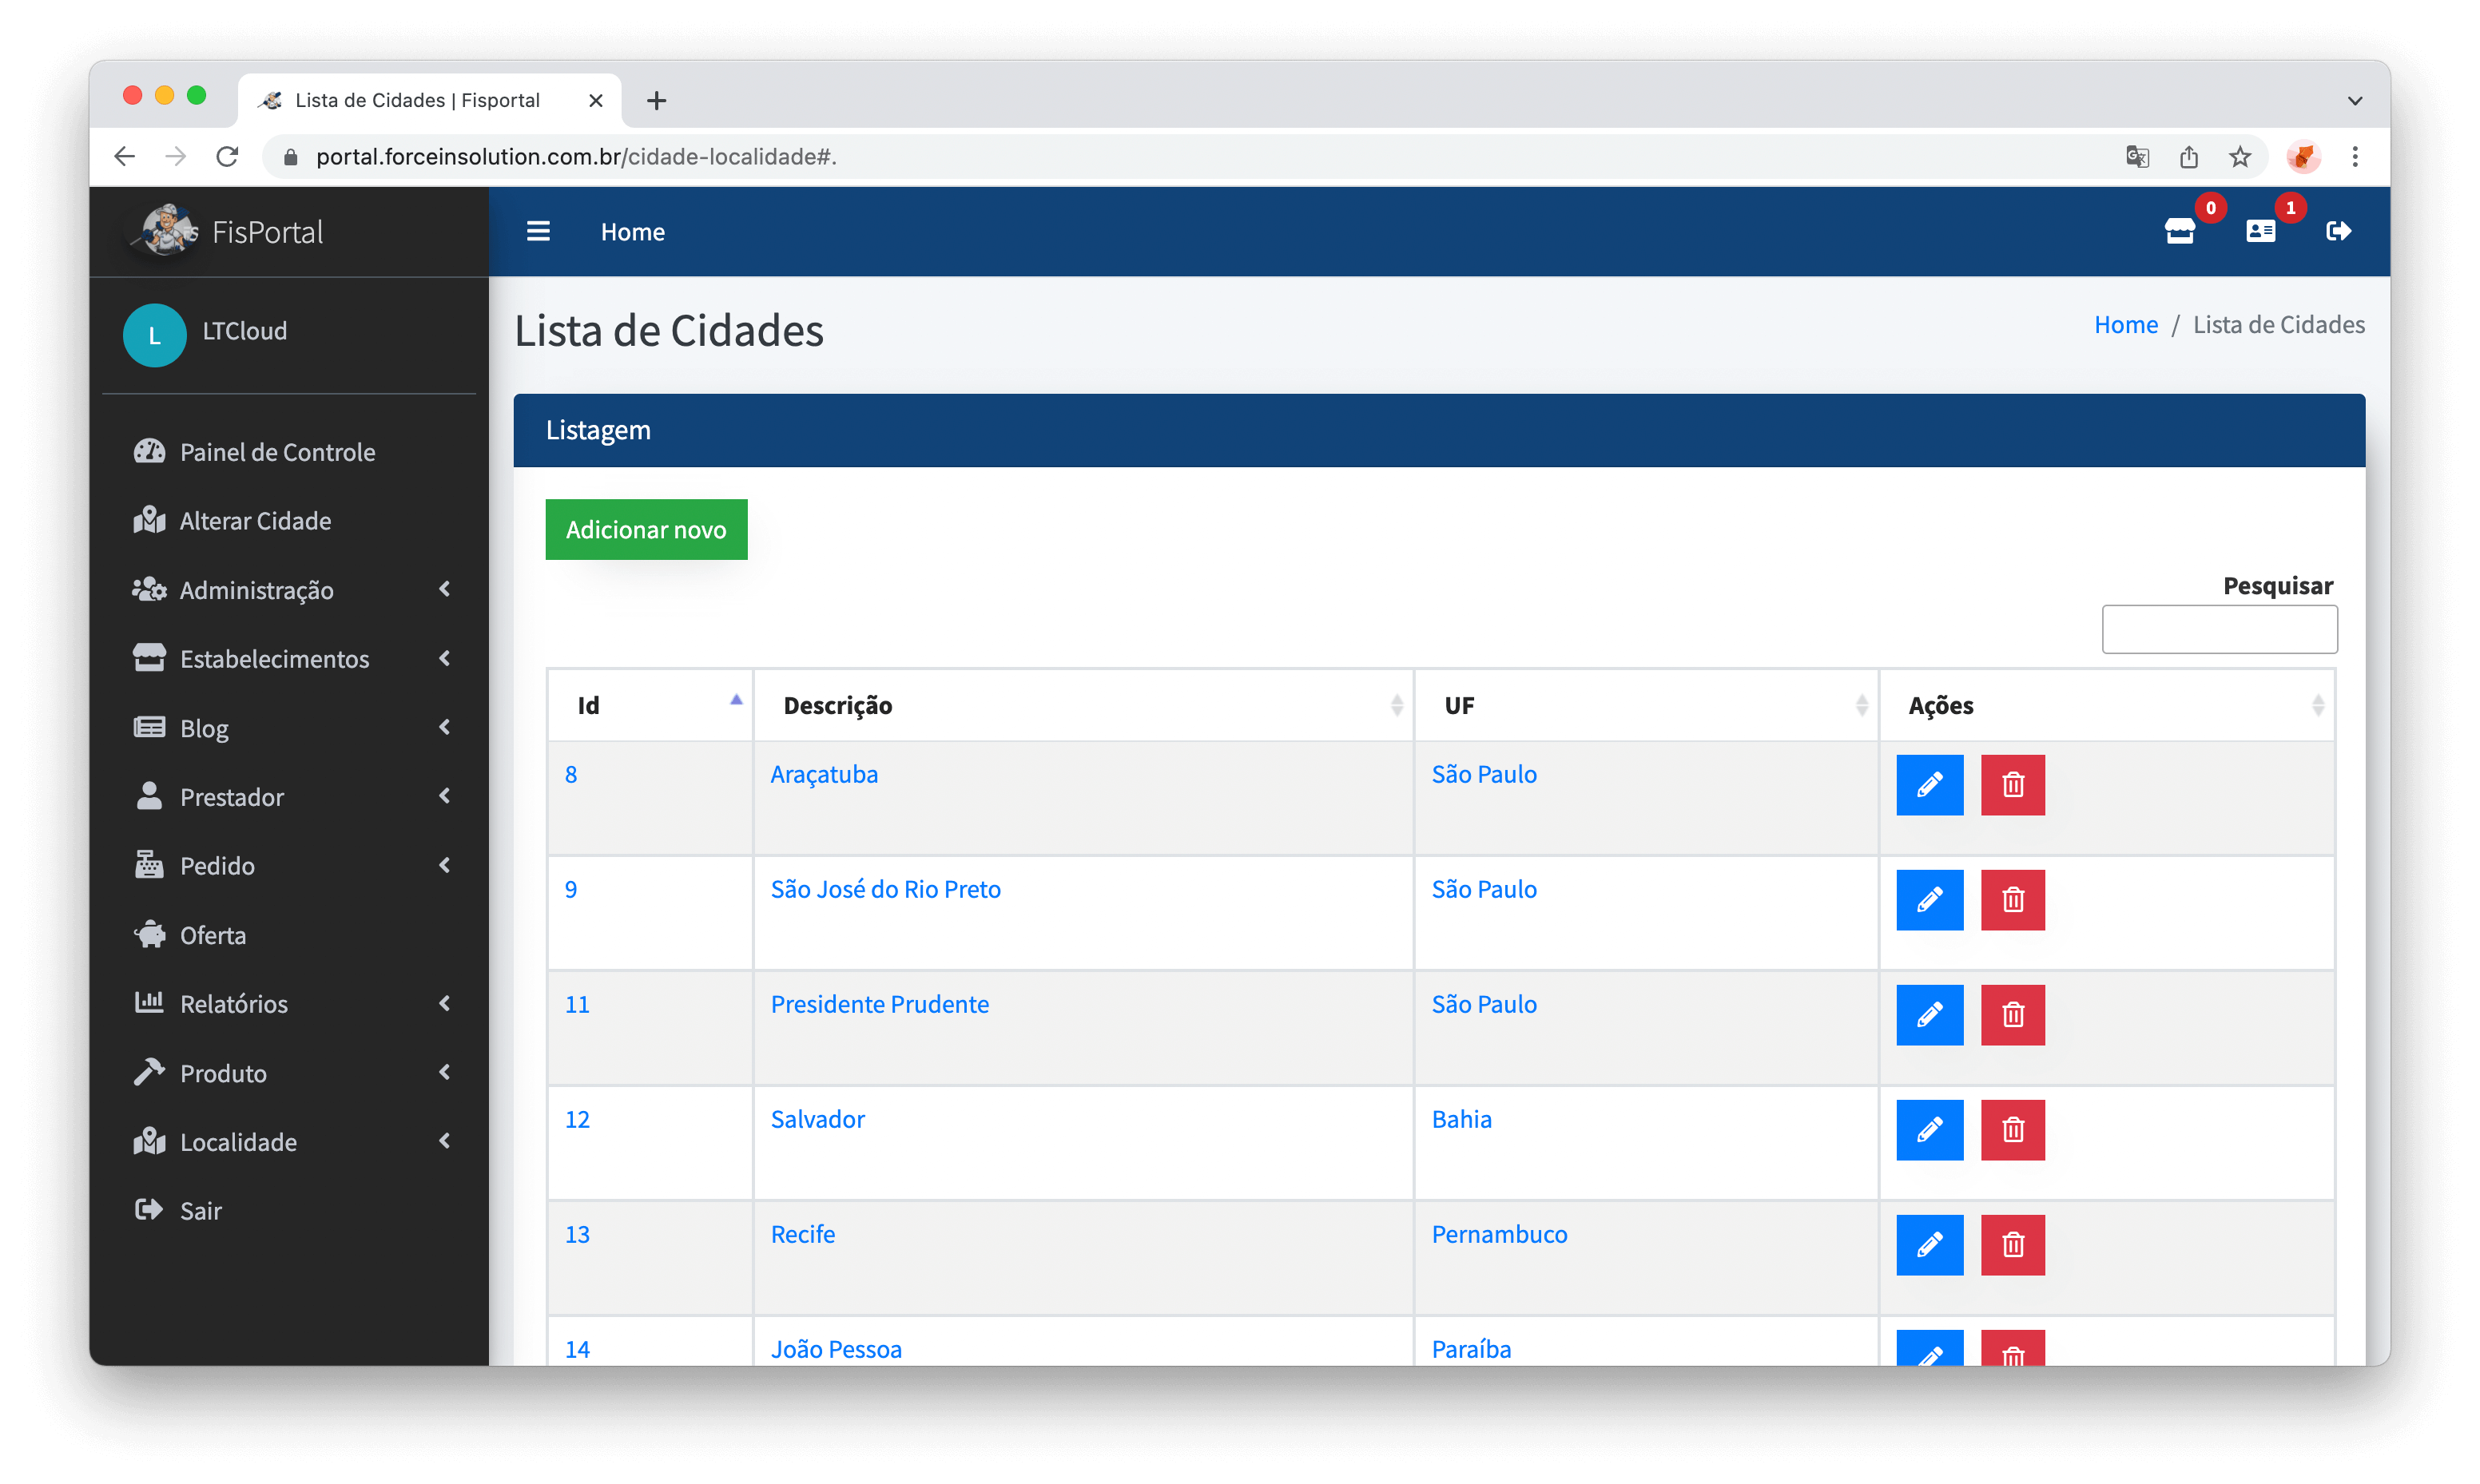 Lista de Cidades | Fisportal
portal.forceinsolution.com.br/cidade-localidade#.
FisPortal
Home
0
1
L
LTCloud
Lista de Cidades
Home / Lista de Cidades
Painel de Controle
Alterar Cidade
Administração
Estabelecimentos
Blog
Prestador
Pedido
Oferta
Relatórios
Produto
Localidade
Sair
Listagem
Adicionar novo
Pesquisar
Id Descrição UF Ações
8 Araçatuba São Paulo
9 São José do Rio Preto São Paulo
11 Presidente Prudente São Paulo
12 Salvador Bahia
13 Recife Pernambuco
14 João Pessoa Paraíba